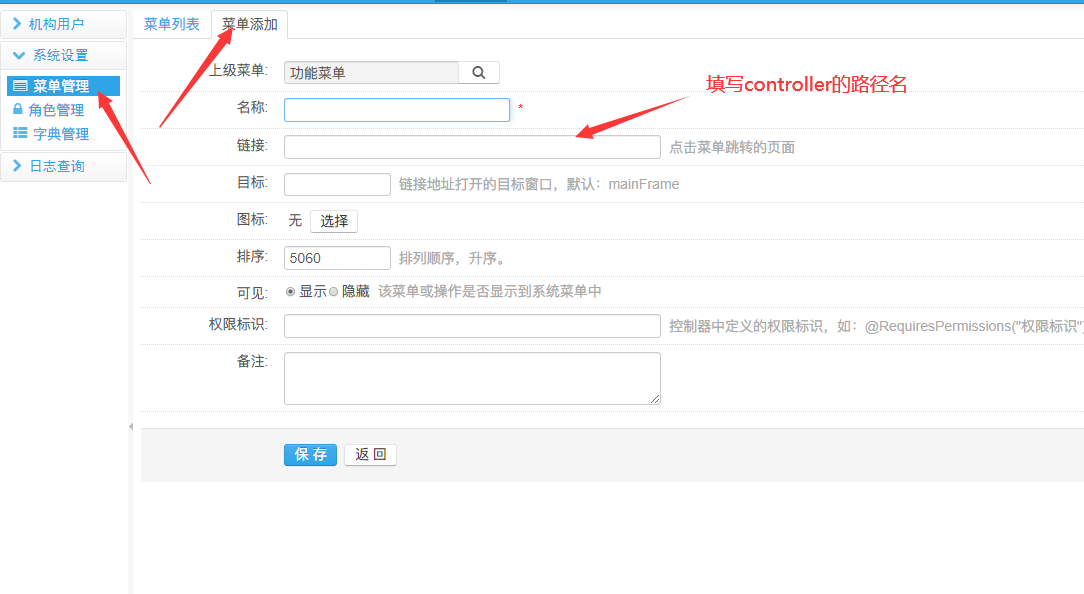 机构用户
系统设置
菜单管理
角色管理
字典管理
日志查询
菜单列表 菜单添加
上级菜单: 功能菜单
名称: *
填写controller的路径名
链接: 点击菜单跳转的页面
目标: 链接地址打开的目标窗口，默认：mainFrame
图标: 无 选择
排序: 5060 排列顺序，升序。
可见: 显示 隐藏 该菜单或操作是否显示到系统菜单中
权限标识: 控制器中定义的权限标识，如：@RequiresPermissions("权限标识")
备注:
保 存 返 回